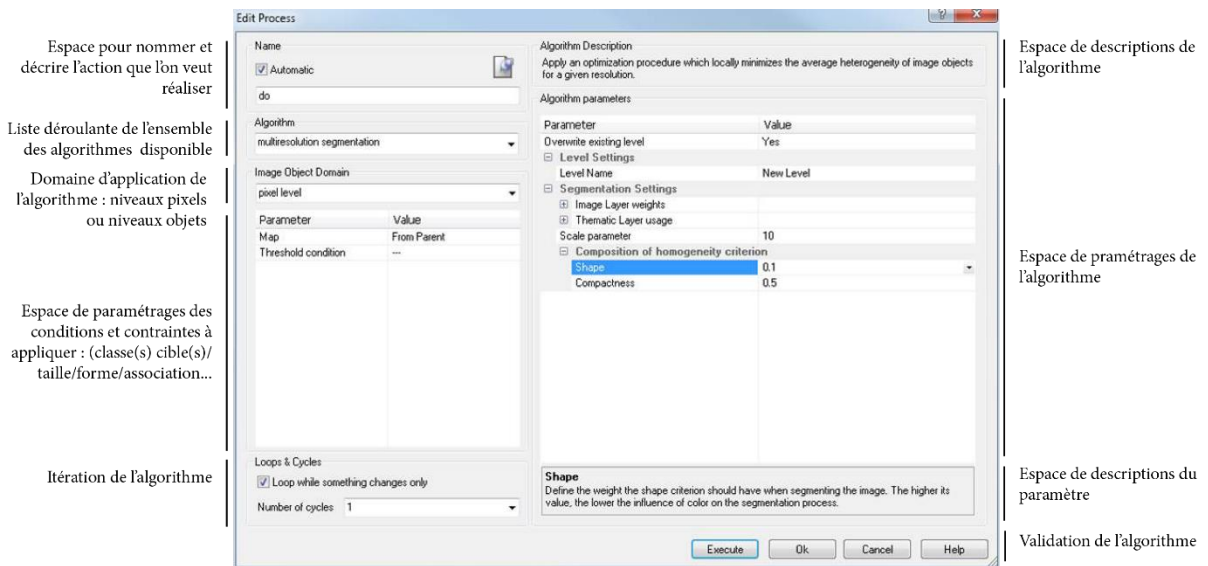 Edit Process
Espace pour nommer et
décrire l'action que l'on veut
réaliser
Liste déroulante de l'ensemble
des algorithmes disponible
Domaine d'application de
l'algorithme : niveaux pixels
ou niveaux objets
Espace de paramétrages des
conditions et contraintes à
appliquer : (classe(s) cible(s)/
taille/forme/association...
Itération de l'algorithme
Name
Automatic
do
Algorithm
multiresolution segmentation
Image Object Domain
pixel level
Parameter Value
Map From Parent
Threshold condition ---
Loops & Cycles
Loop while something changes only
Number of cycles 1
Algorithm Description
Apply an optimization procedure which locally minimizes the average heterogeneity of image objects
for a given resolution.
Algorithm parameters
Parameter Value
Overwrite existing level Yes
Level Settings
Level Name New Level
Segmentation Settings
Image Layer weights
Thematic Layer usage
Scale parameter 10
Composition of homogeneity criterion
Shape 0.1
Compactness 0.5
Shape
Define the weight the shape criterion should have when segmenting the image. The higher its
value, the lower the influence of color on the segmentation process.
Execute Ok Cancel Help
Espace de descriptions de
l'algorithme
Espace de pramétrages de
l'algorithme
Espace de descriptions du
paramètre
Validation de l'algorithme